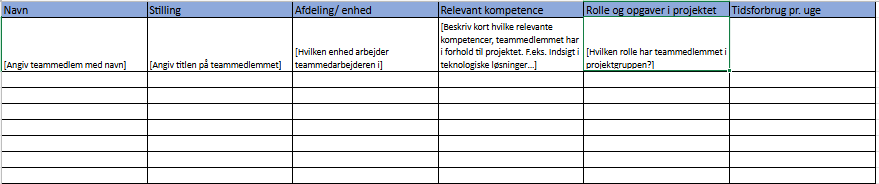 Navn
Stilling
Afdeling/ enhed
Relevant kompetence
Rolle og opgaver i projektet
Tidsforbrug pr. uge
[Angiv teammedlem med navn]
[Angiv titlen på teammedlemmet]
[Hvilken enhed arbejder
teammedarbejderen i]
[Beskriv kort hvilke relevante
kompetencer, teammedlemmet har
i forhold til projektet. F.eks. Indsigt i
teknologiske løsninger...]
[Hvilken rolle har teammedlemmet i
projektgruppen?]